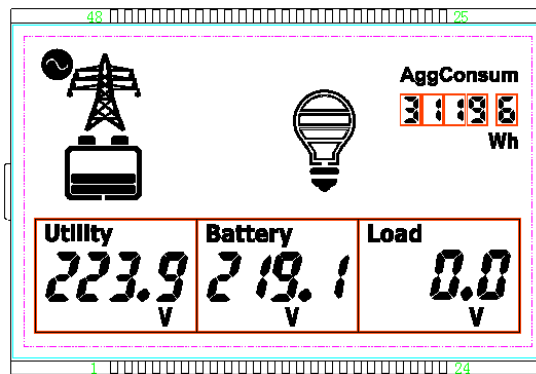 48 25
AggConsum
31196
Wh
Utility Battery Load
223.9 219.1 0.0
V V V
1 24